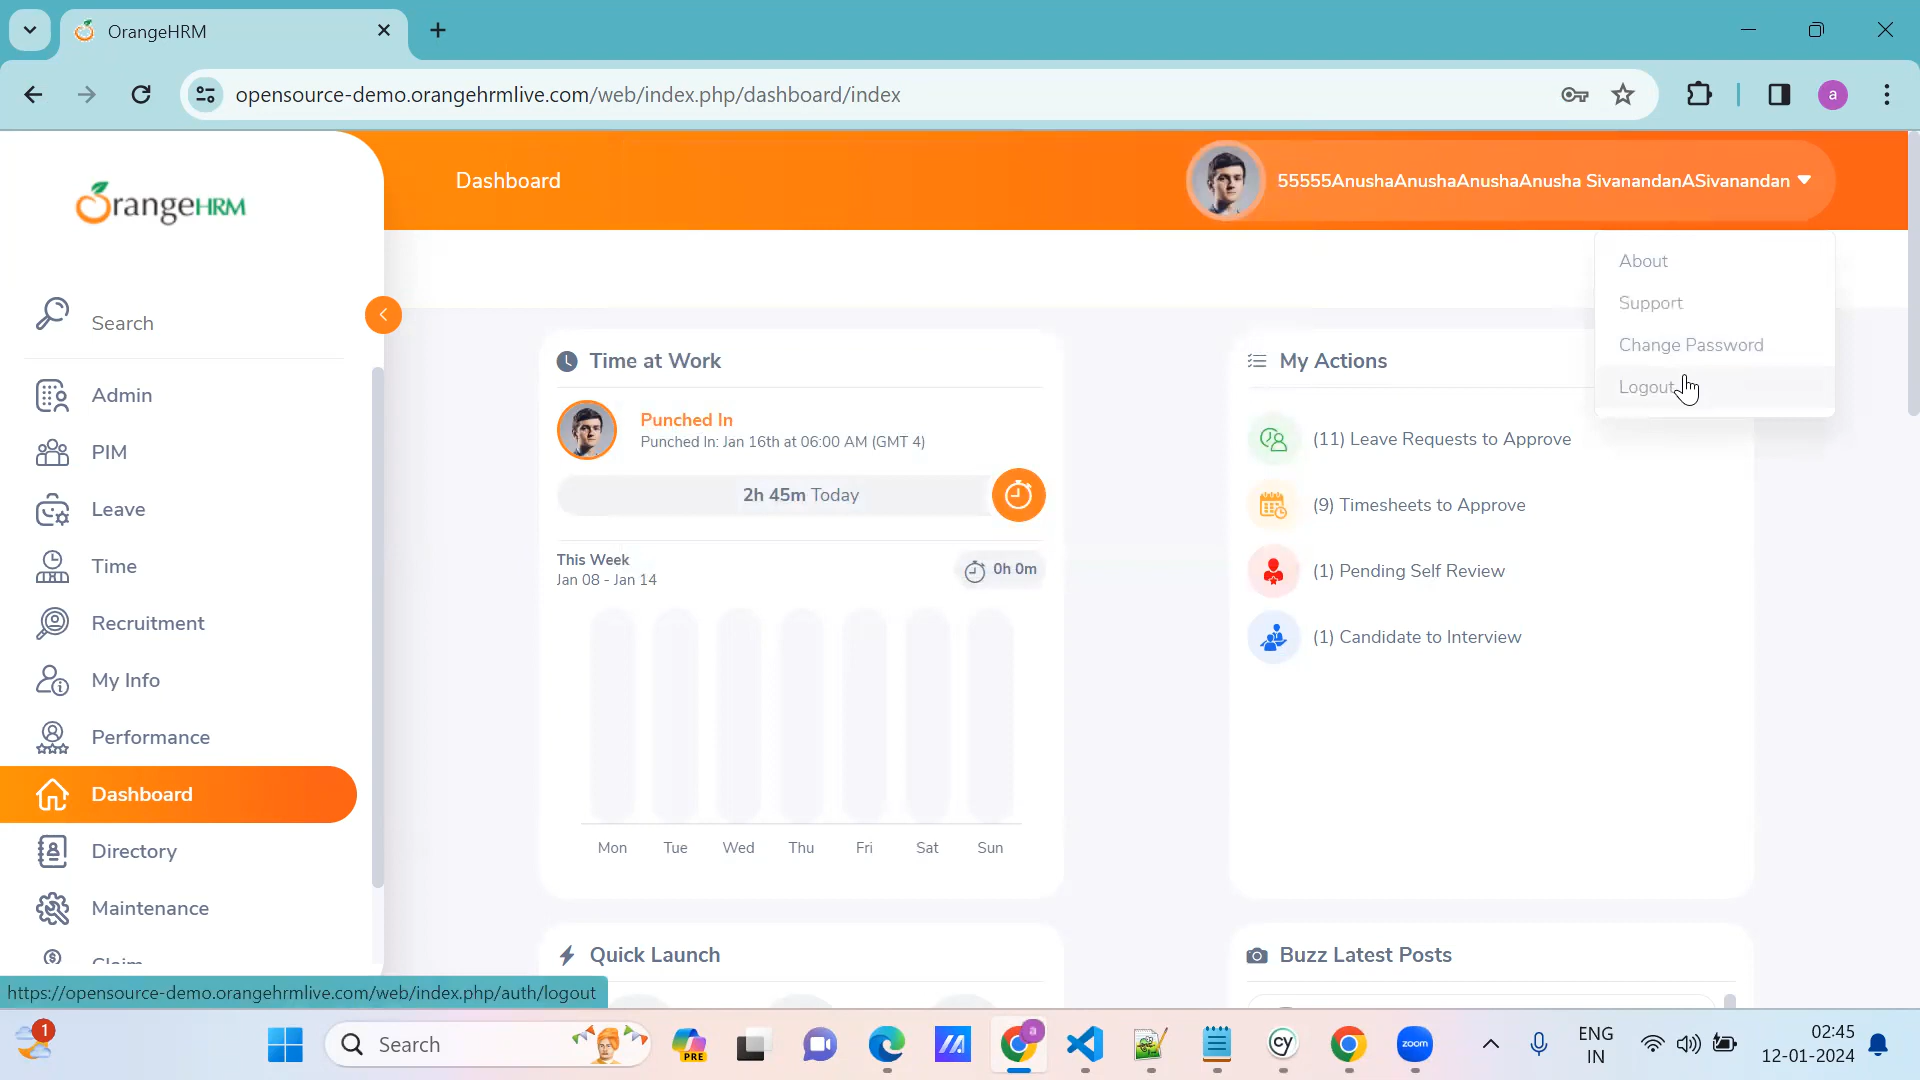 OrangeHRM
opensource-demo.orangehrmlive.com/web/index.php/dashboard/index
a
OrangeHRM
Dashboard
55555AnushaAnushaAnushaAnusha SivanandanASivanandan
About
Support
Change Password
Logout
Search
Admin
PIM
Leave
Time
Recruitment
My Info
Performance
Dashboard
Directory
Maintenance
Claim
Time at Work
Punched In
Punched In: Jan 16th at 06:00 AM (GMT 4)
2h 45m Today
This Week
Jan 08 - Jan 14
0h 0m
Mon Tue Wed Thu Fri Sat Sun
My Actions
(11) Leave Requests to Approve
(9) Timesheets to Approve
(1) Pending Self Review
(1) Candidate to Interview
Quick Launch
Buzz Latest Posts
https://opensource-demo.orangehrmlive.com/web/index.php/auth/logout
1
Search
PRE
a
cy
zoom
ENG
IN
02:45
12-01-2024